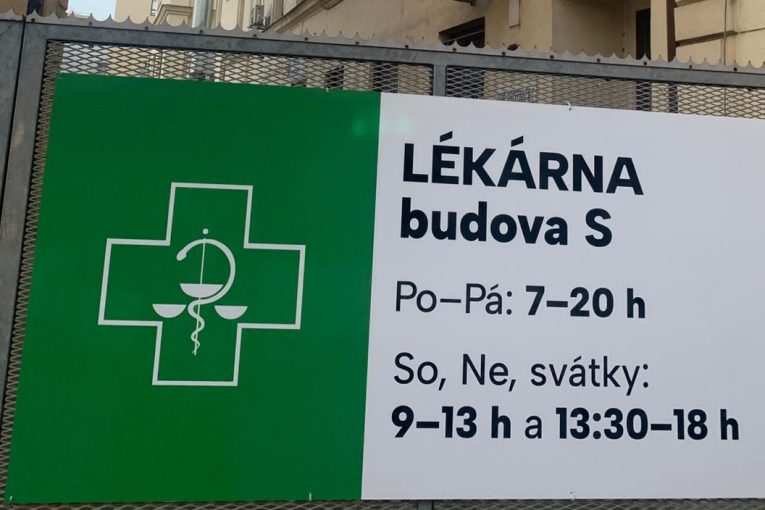 LÉKÁRNA
budova S
Po–Pá: 7–20 h
So, Ne, svátky:
9–13 h a 13:30–18 h